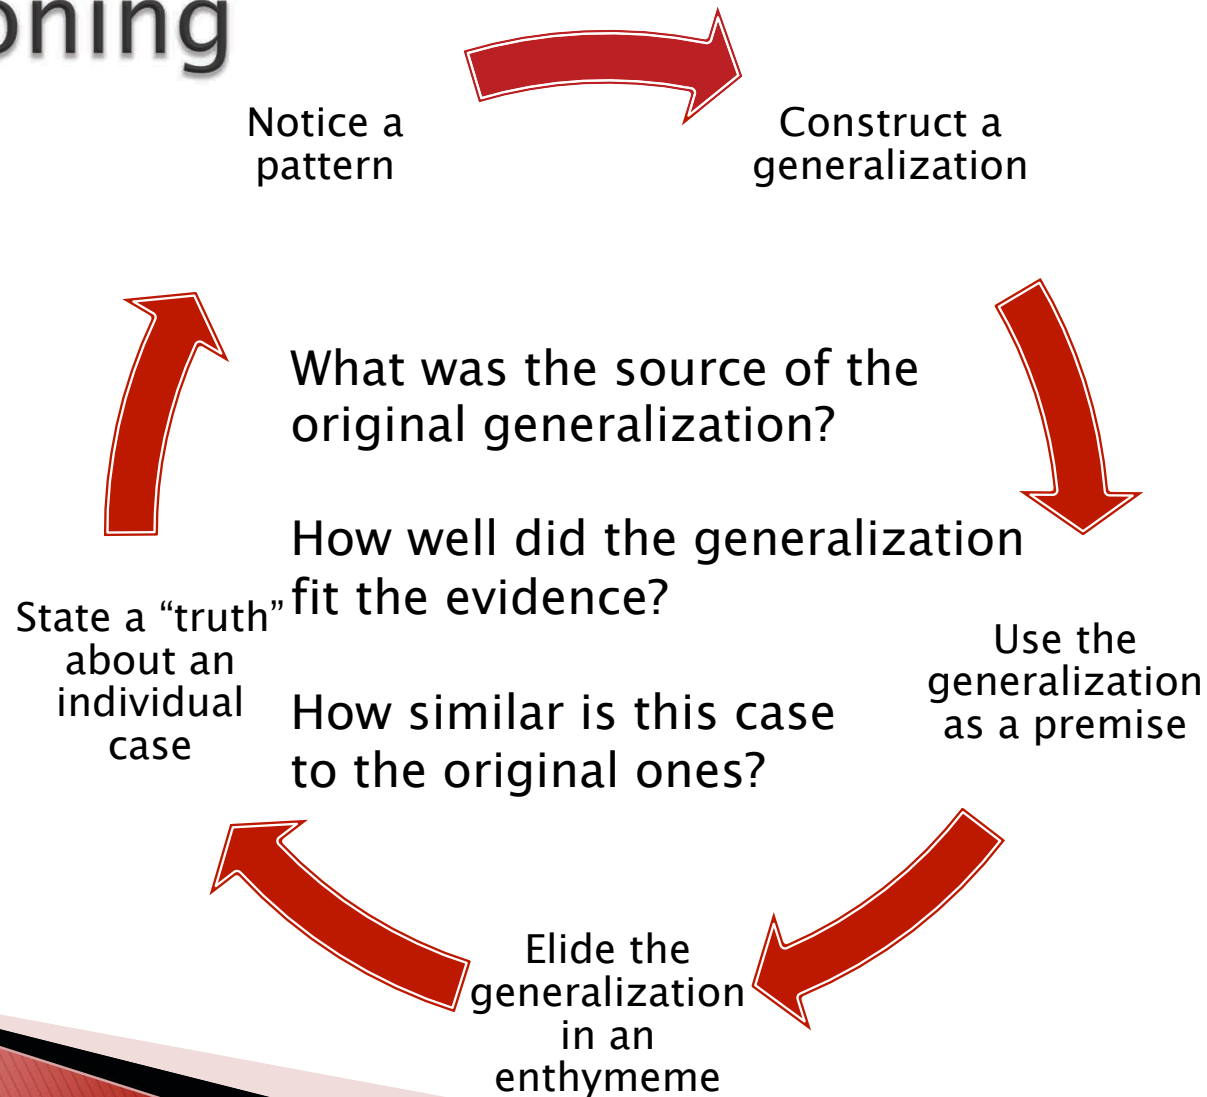 Notice a
pattern
Construct a
generalization
What was the source of the
original generalization?
How well did the generalization
fit the evidence?
How similar is this case
to the original ones?
Use the
generalization
as a premise
Elide the
generalization
in an
enthymeme
State a “truth”
about an
individual
case